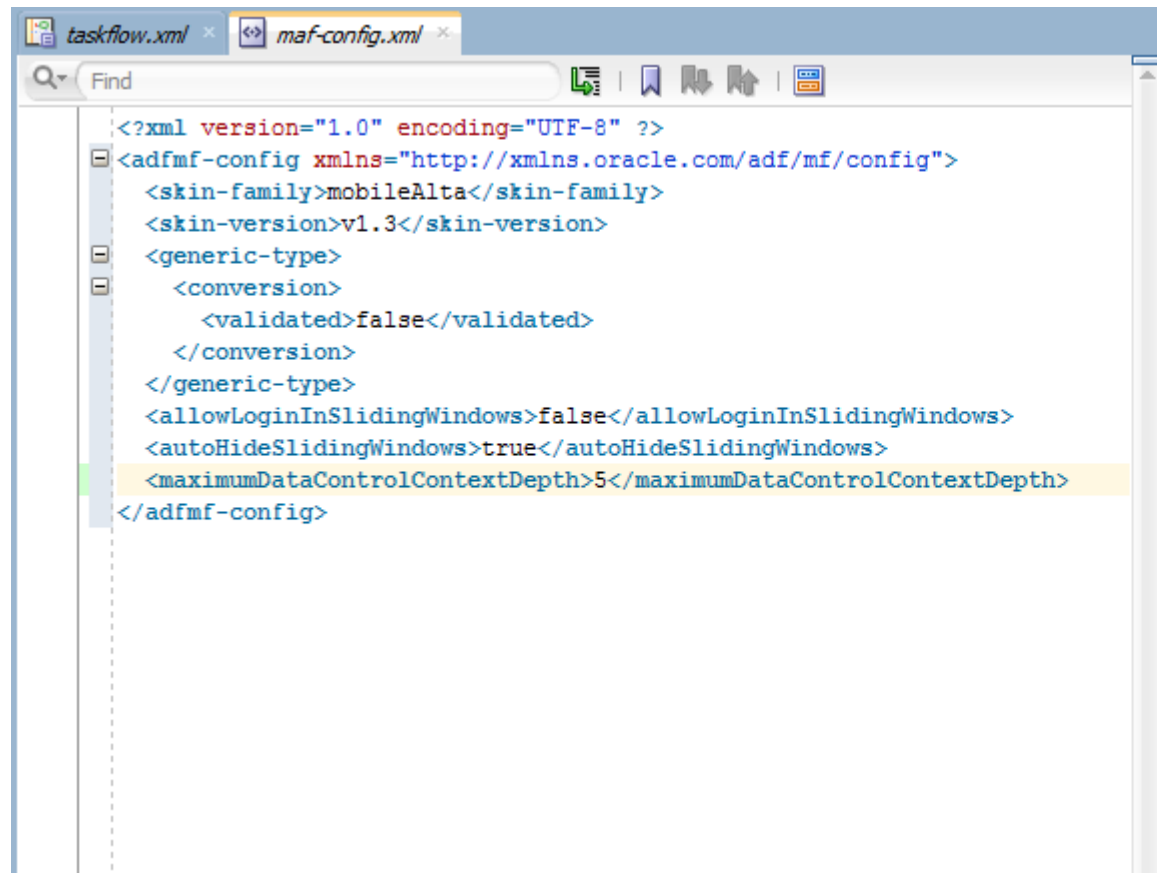 taskflow.xml
maf-config.xml
Find
<?xml version="1.0" encoding="UTF-8" ?>
<adfmf-config xmlns="http://xmlns.oracle.com/adf/mf/config">
<skin-family>mobileAlta</skin-family>
<skin-version>v1.3</skin-version>
<generic-type>
<conversion>
<validated>false</validated>
</conversion>
</generic-type>
<allowLoginInSlidingWindows>false</allowLoginInSlidingWindows>
<autoHideSlidingWindows>true</autoHideSlidingWindows>
<maximumDataControlContextDepth>5</maximumDataControlContextDepth>
</adfmf-config>